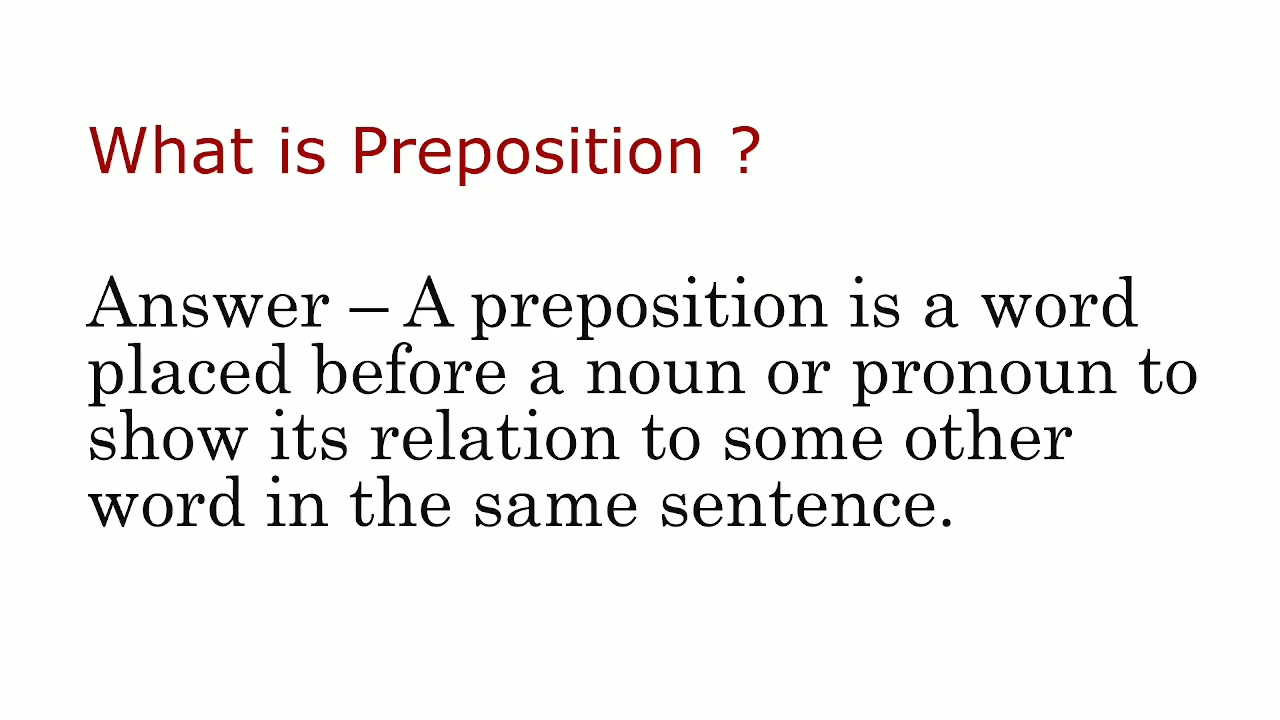 What is Preposition ?
Answer – A preposition is a word
placed before a noun or pronoun to
show its relation to some other
word in the same sentence.